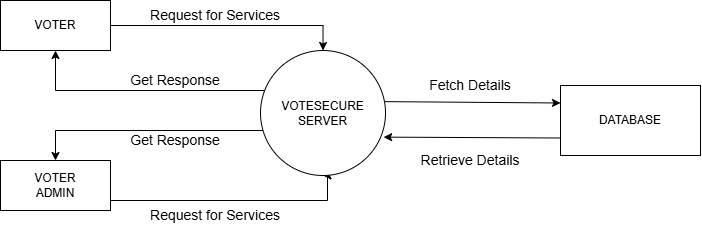 VOTER
Request for Services
Get Response
Fetch Details
VOTESECURE
SERVER
DATABASE
Get Response
Retrieve Details
VOTER
ADMIN
Request for Services